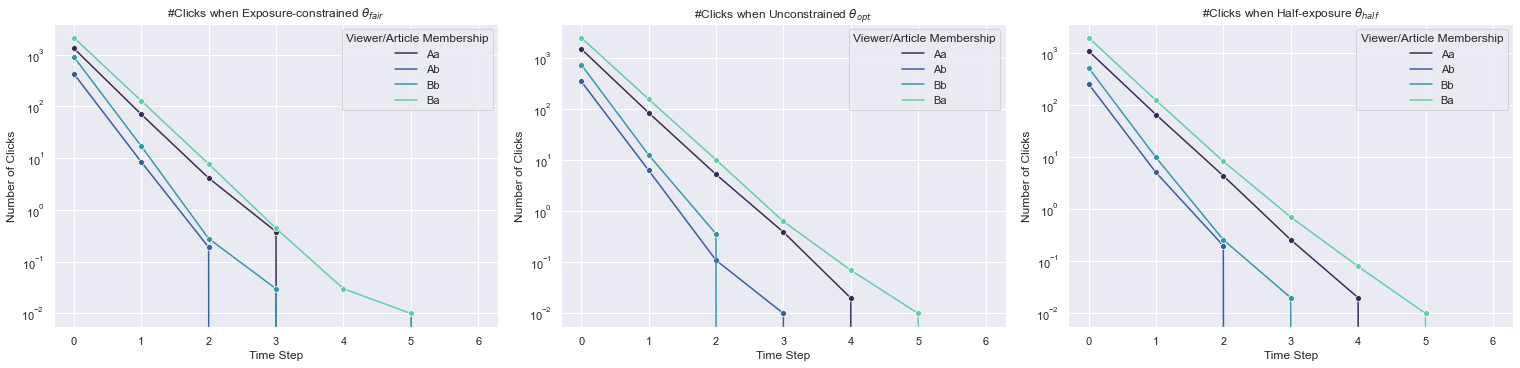 #Clicks when Exposure-constrained θfair
Number of Clicks
10³
10²
10¹
10⁰
10⁻¹
10⁻²
Viewer/Article Membership
Aa
Ab
Bb
Ba
0 1 2 3 4 5 6
Time Step
#Clicks when Unconstrained θopt
Number of Clicks
10³
10²
10¹
10⁰
10⁻¹
10⁻²
Viewer/Article Membership
Aa
Ab
Bb
Ba
0 1 2 3 4 5 6
Time Step
#Clicks when Half-exposure θhalf
Number of Clicks
10³
10²
10¹
10⁰
10⁻¹
10⁻²
Viewer/Article Membership
Aa
Ab
Bb
Ba
0 1 2 3 4 5 6
Time Step